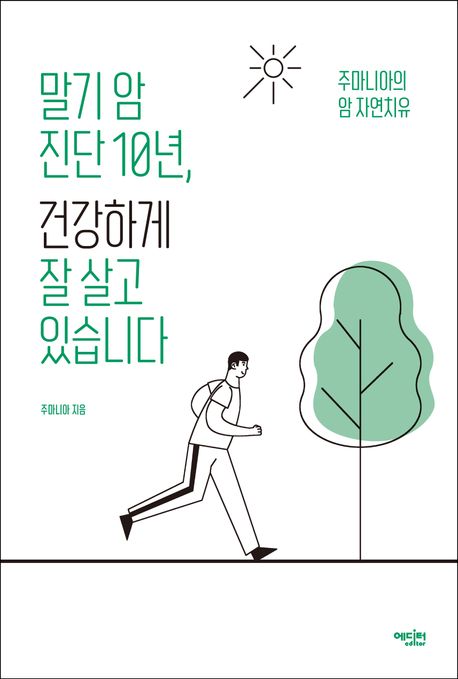 말기 암
진단 10년,
건강하게
잘 살고
있습니다
주마니아의
암 자연치유
주마니아 지음
에디터
editor